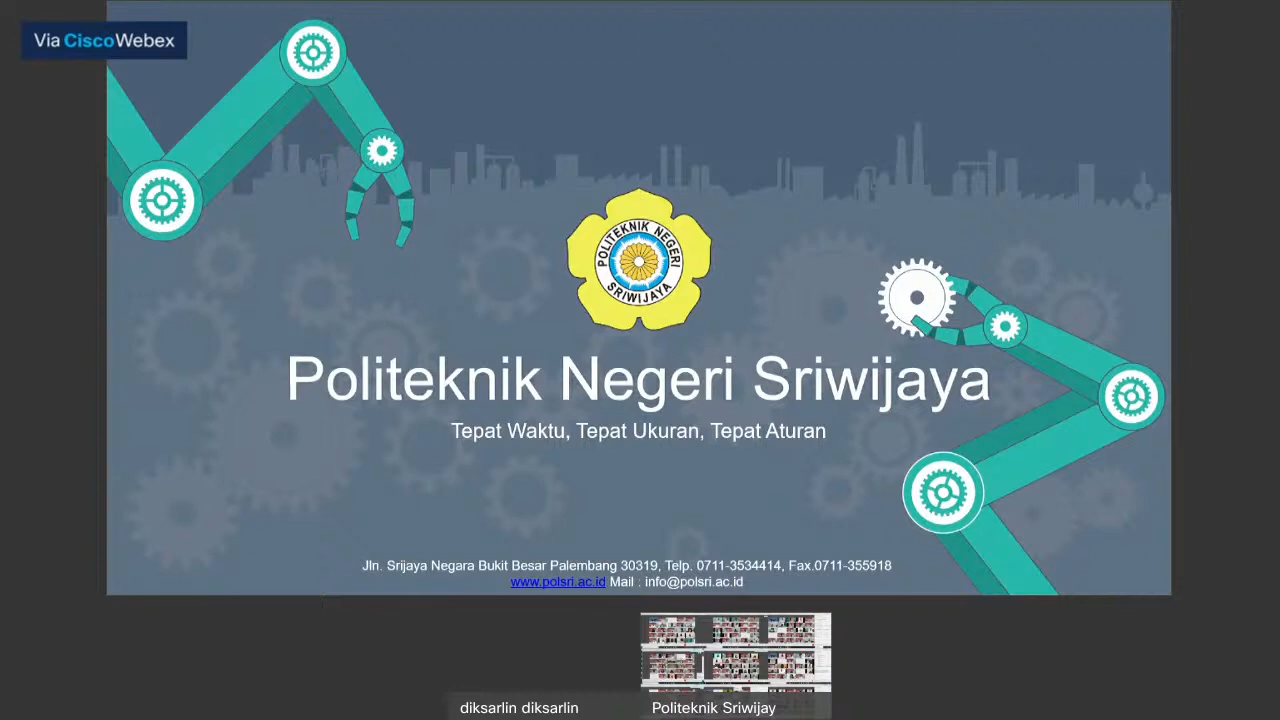 Via CiscoWebex
POLITEKNIK NEGERI
SRIWIJAYA
Politeknik Negeri Sriwijaya
Tepat Waktu, Tepat Ukuran, Tepat Aturan
Jln. Srijaya Negara Bukit Besar Palembang 30319, Telp. 0711-3534414, Fax.0711-355918
www.polsri.ac.id Mail : info@polsri.ac.id
diksarlin diksarlin
Politeknik Sriwijay